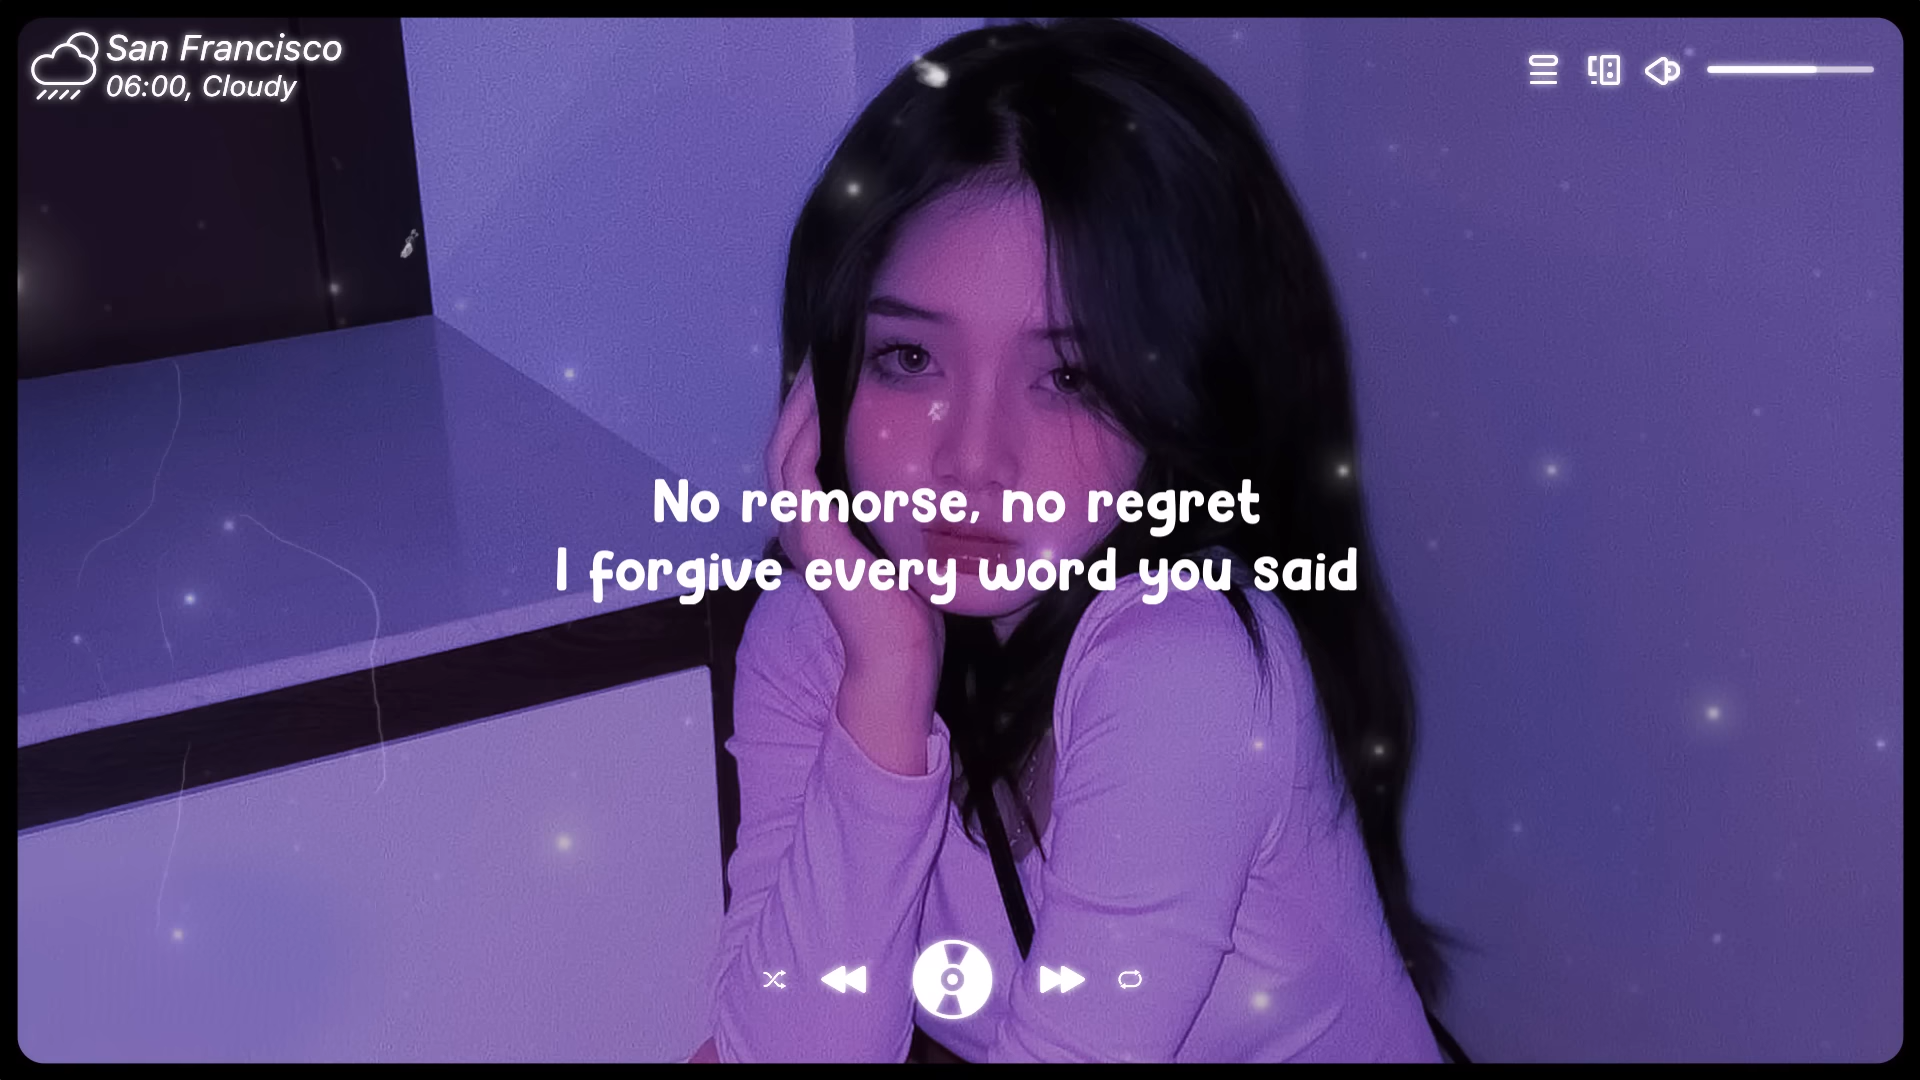 San Francisco
06:00, Cloudy
No remorse, no regret
I forgive every word you said